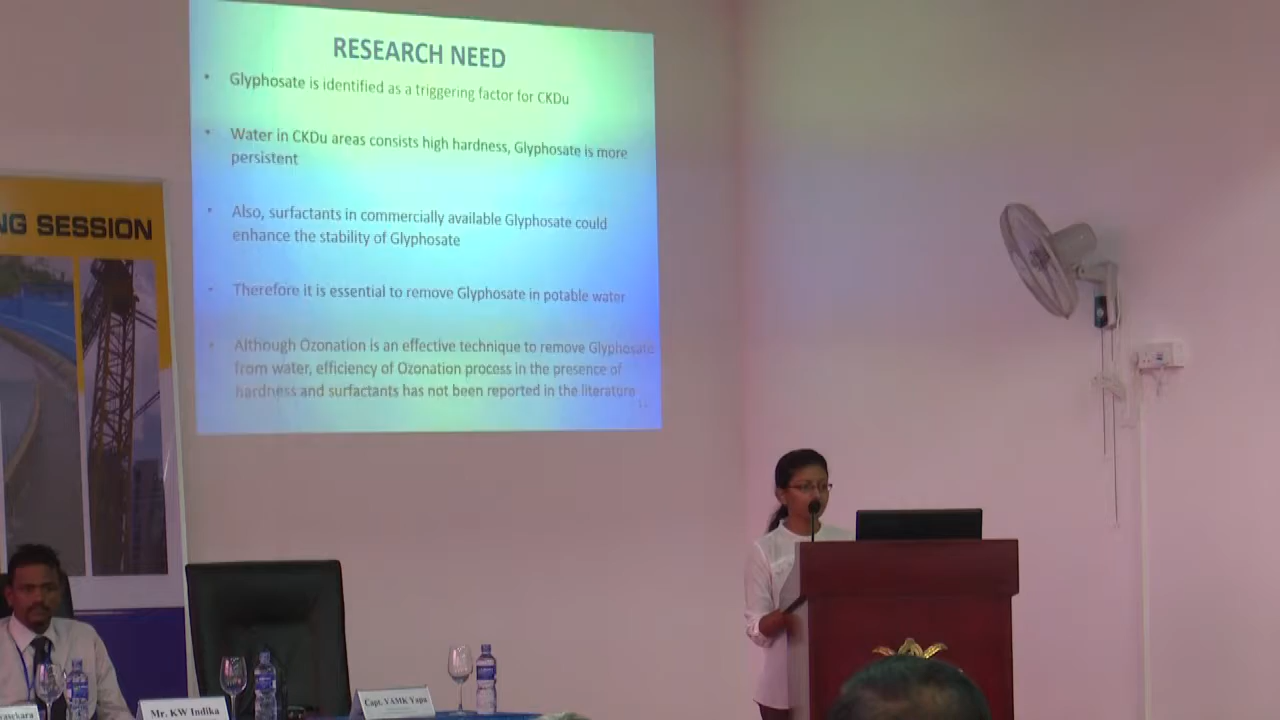 RESEARCH NEED
• Glyphosate is identified as a triggering factor for CKDu
• Water in CKDu areas consists high hardness, Glyphosate is more
persistent
• Also, surfactants in commercially available Glyphosate could
enhance the stability of Glyphosate
• Therefore it is essential to remove Glyphosate in potable water
• Although Ozonation is an effective technique to remove Glyphosate
from water, efficiency of Ozonation process in the presence of
hardness and surfactants has not been reported in the literature
NG SESSION
Mr. KW Indika
Capt. YAMK Yapa